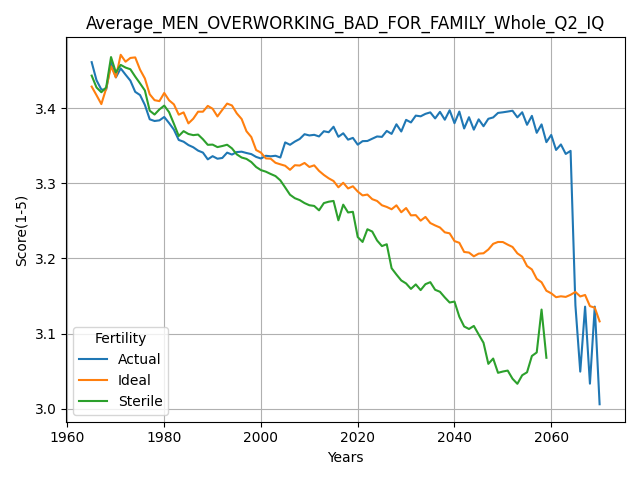 Average_MEN_OVERWORKING_BAD_FOR_FAMILY_Whole_Q2_IQ
Score(1-5)
3.4
3.3
3.2
3.1
3.0
Fertility
Actual
Ideal
Sterile
1960 1980 2000 2020 2040 2060
Years